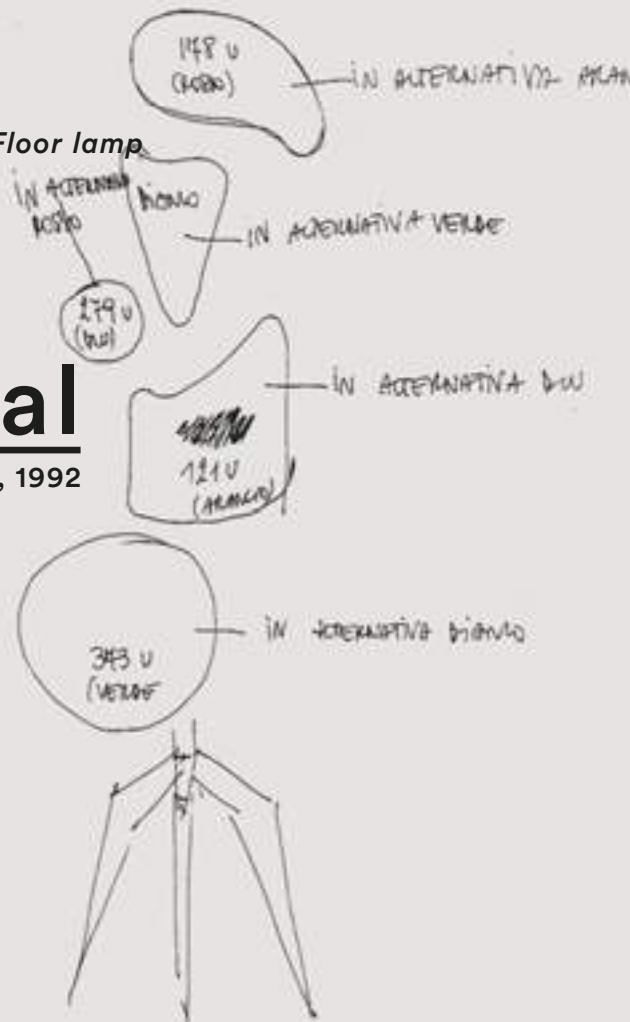 178 U
(ROSSO)
IN ALTERNATIVA ARAN
Floor lamp
IN ALTERNATIVA
ROSSO
BIANCO
IN ALTERNATIVA VERDE
279 U
(BLU)
al
, 1992
IN ALTERNATIVA BLU
121 U
(ARANCIO)
IN ALTERNATIVA BIANCO
343 U
(VERDE